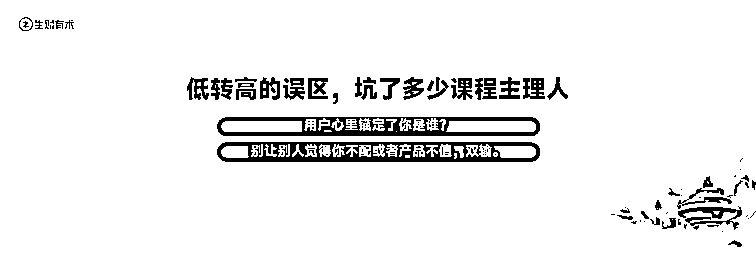 生财有术
低转高的误区，坑了多少课程主理人
用户心里锚定了你是谁？
别让别人觉得你不配或者产品不值，双输。